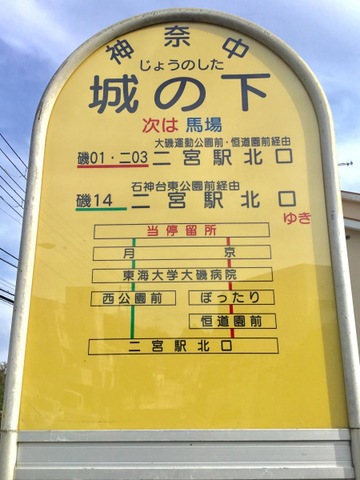 神奈中
じょうのした
城の下
次は 馬場
大磯運動公園前・恒道園前経由
磯01・二03 二宮駅北口
石神台東公園前経由
磯14 二宮駅北口
ゆき
当停留所
月 京
東海大学大磯病院
西公園前 ぼったり
恒道園前
二宮駅北口